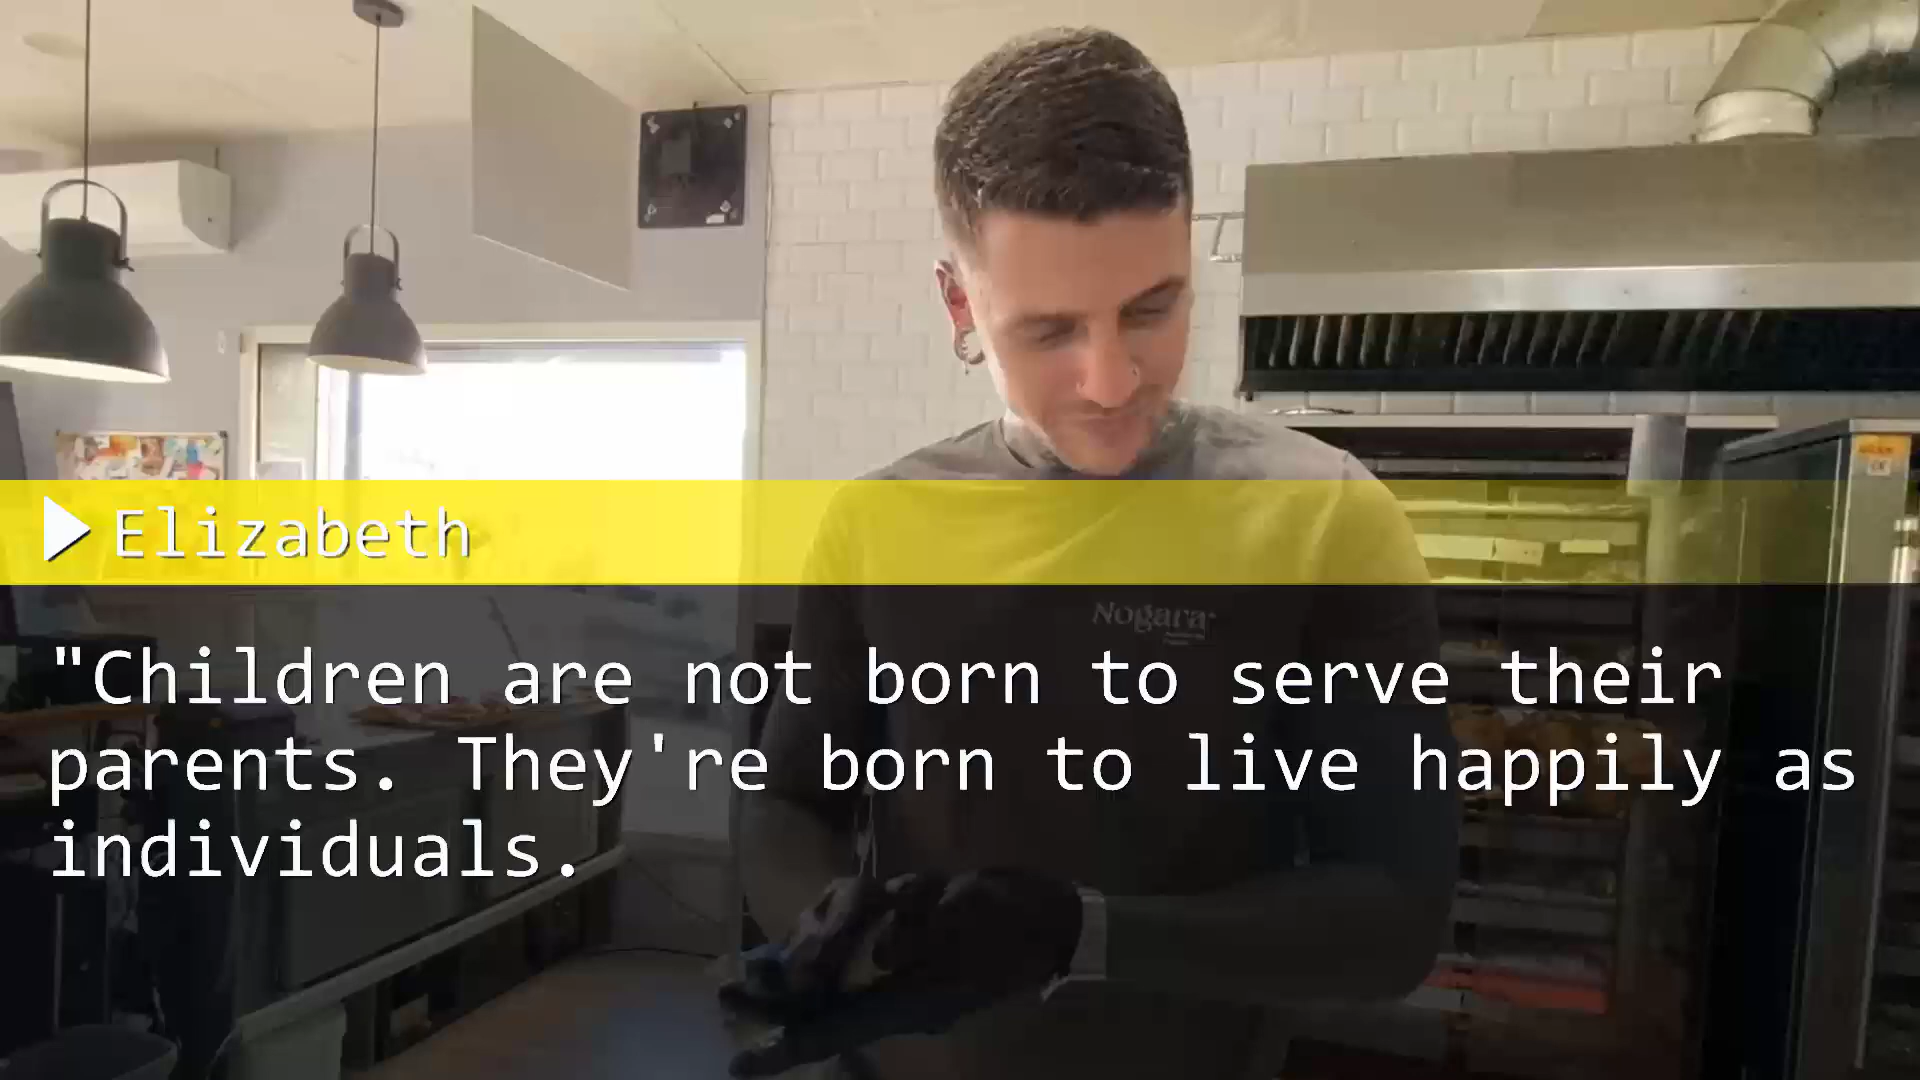 Elizabeth
Nogara
"Children are not born to serve their
parents. They're born to live happily as
individuals.